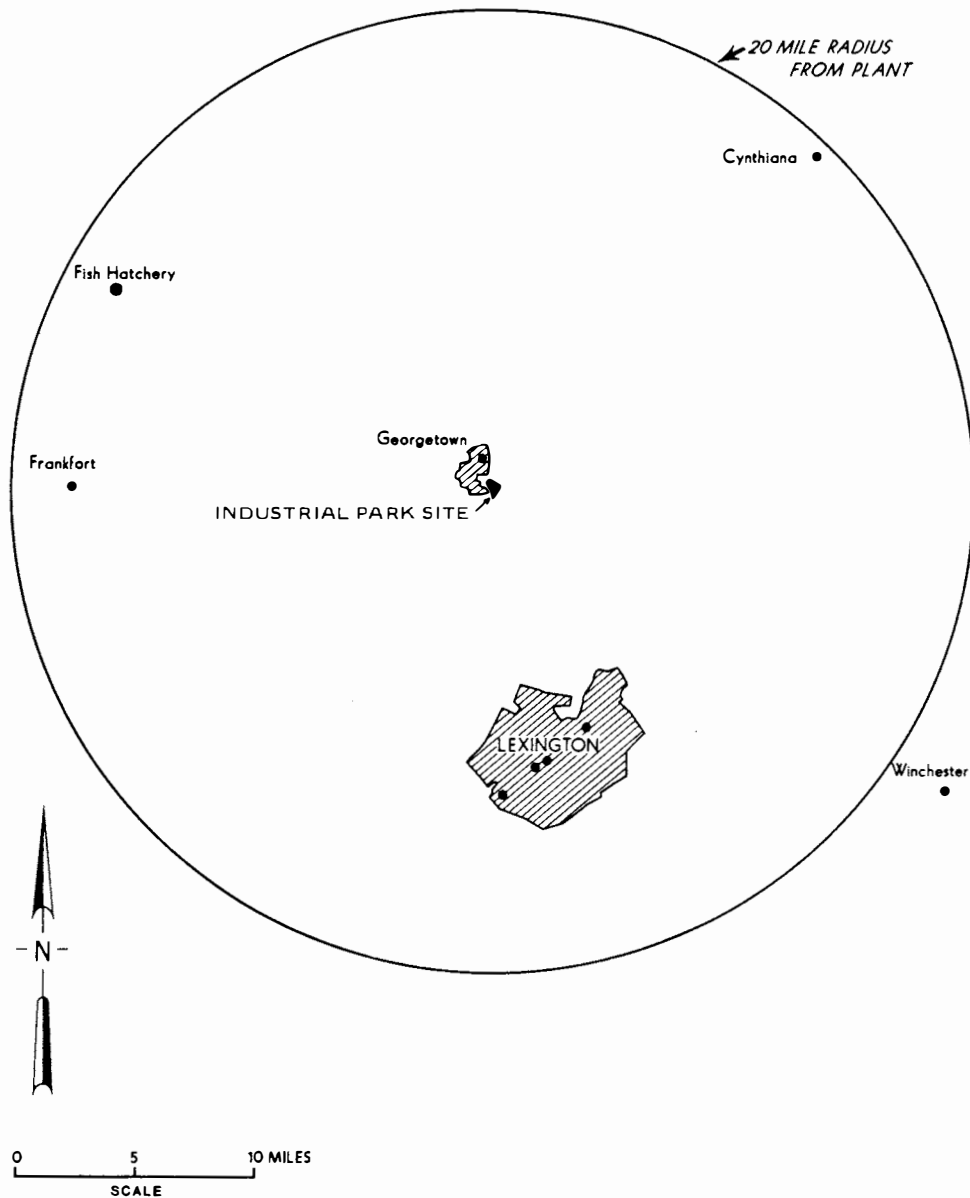 20 MILE RADIUS
FROM PLANT
Cynthiana
Fish Hatchery
Georgetown
Frankfort
INDUSTRIAL PARK SITE
LEXINGTON
Winchester
N
0 5 10 MILES
SCALE